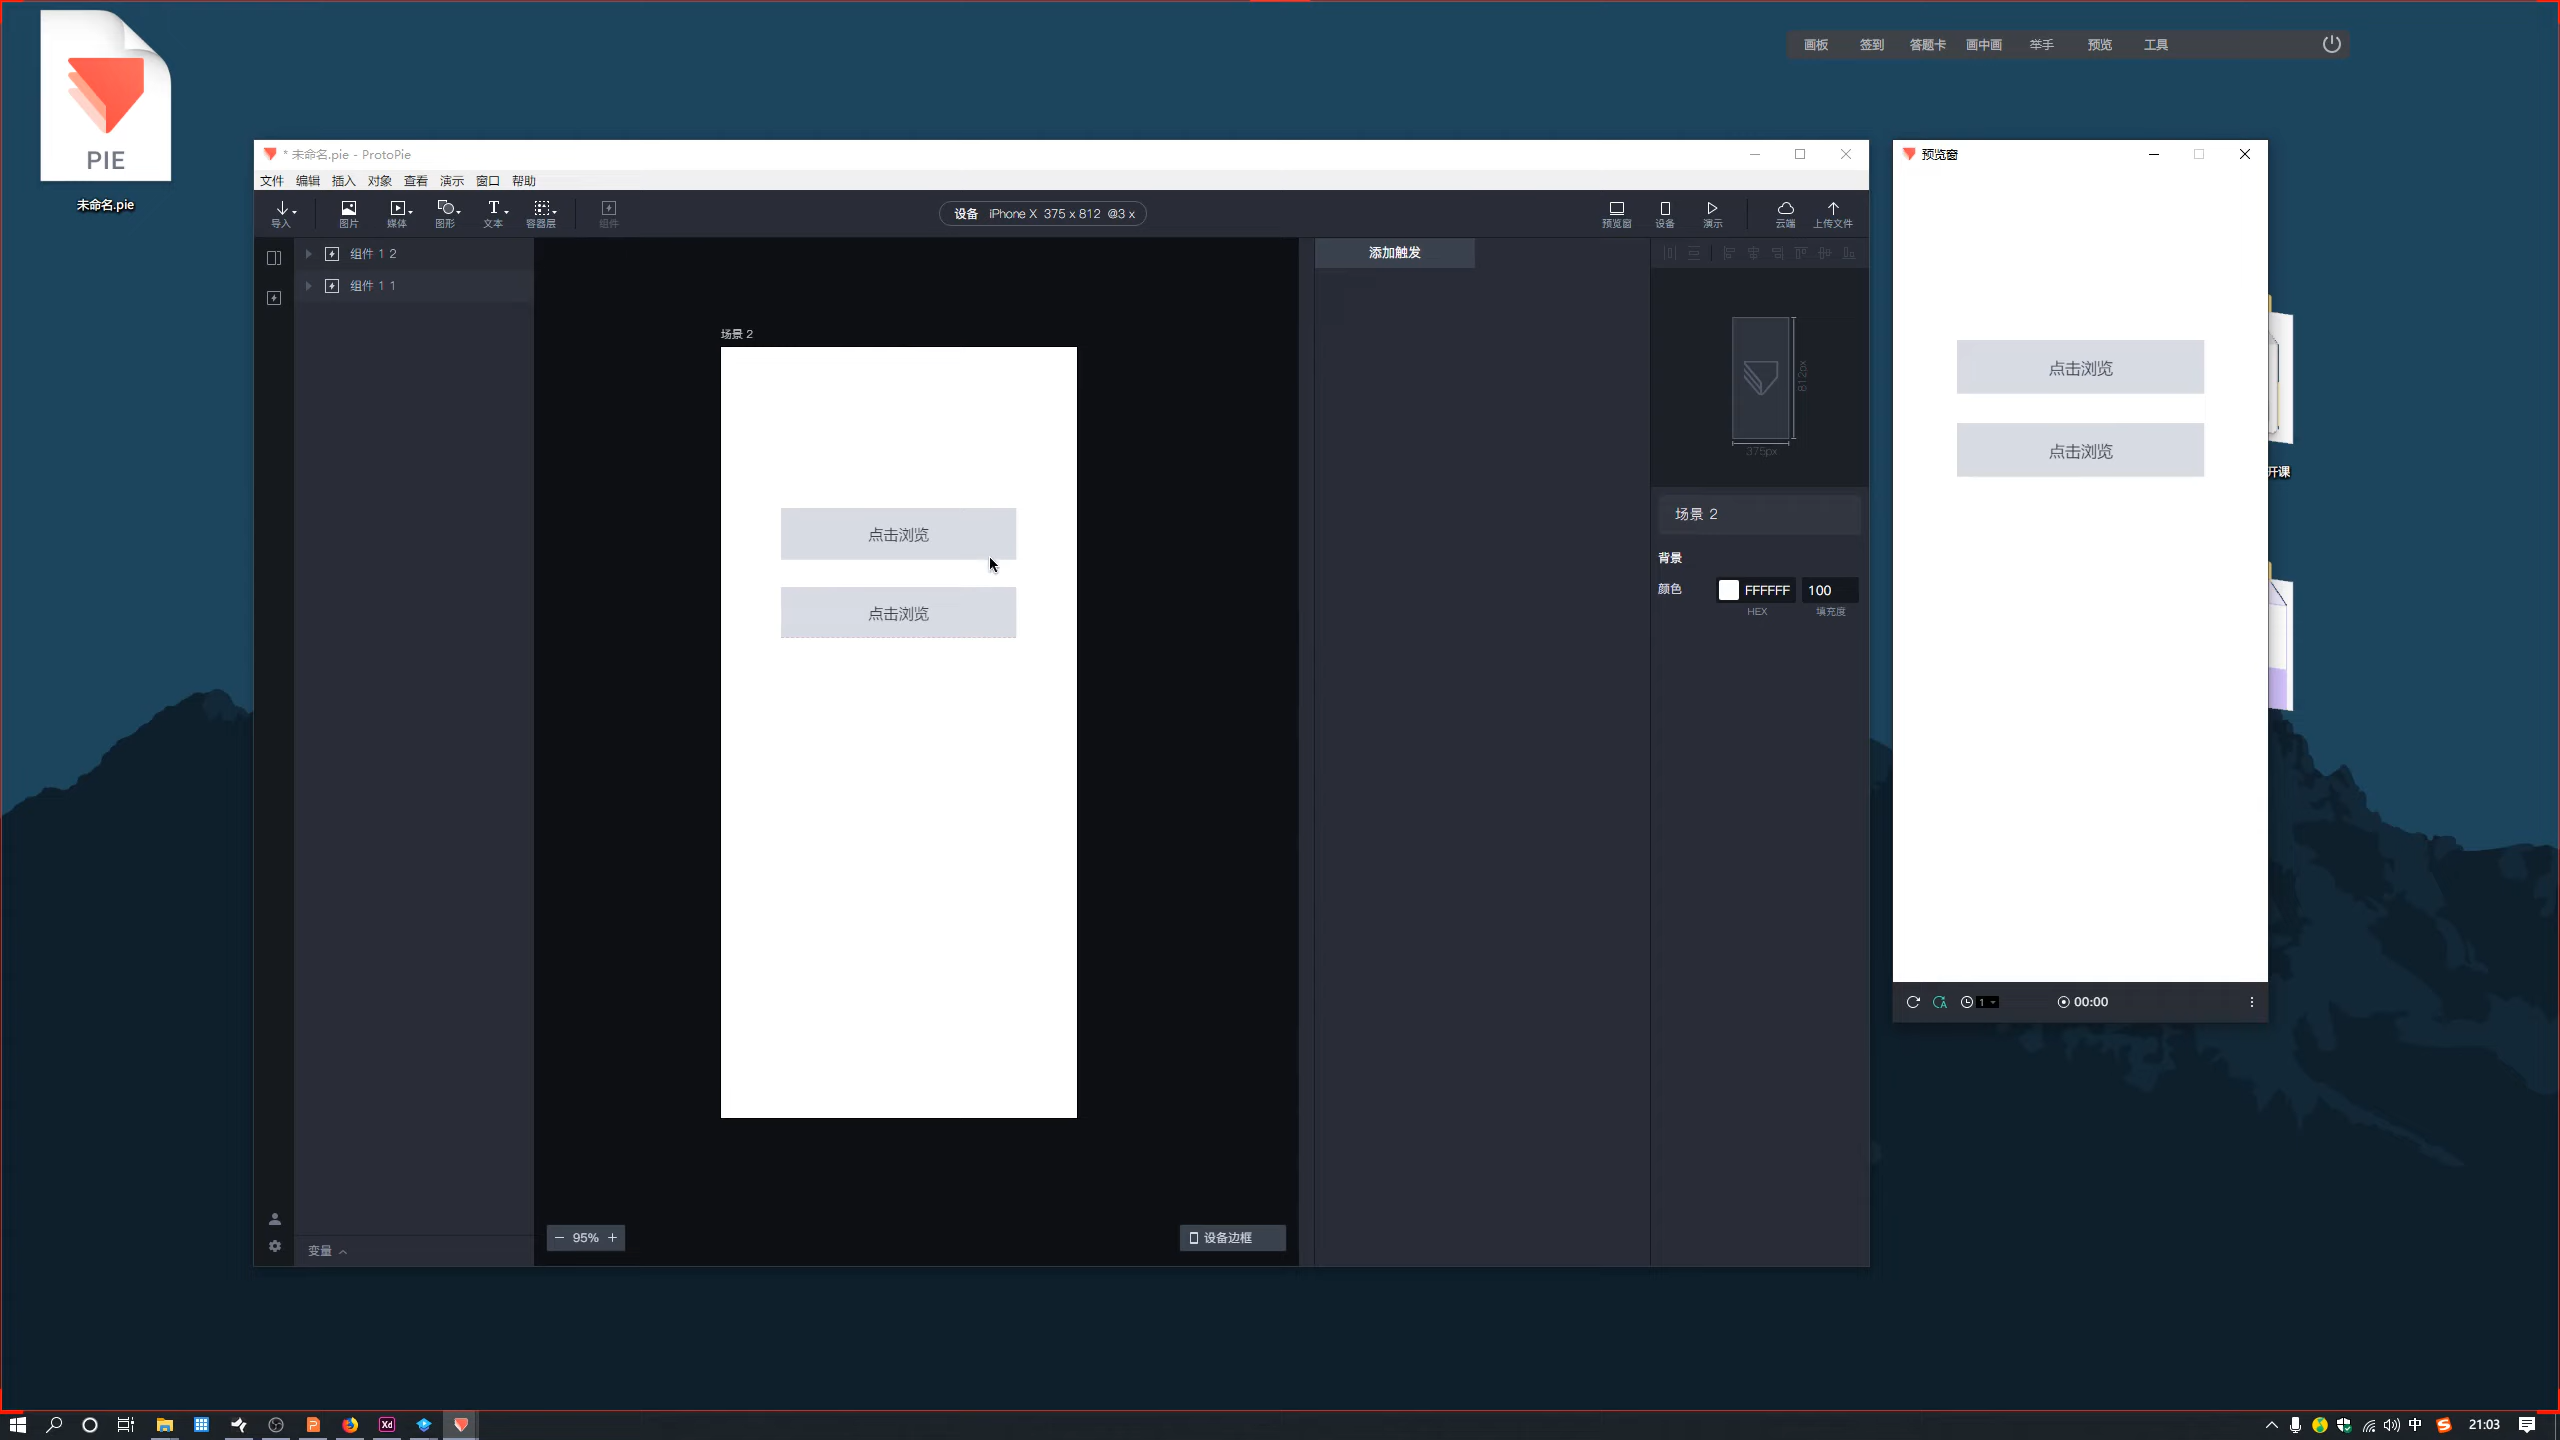 PIE
未命名.pie
画板 签到 答题卡 画中画 举手 预览 工具
* 未命名.pie - ProtoPie
文件 编辑 插入 对象 查看 演示 窗口 帮助
导入 图片 媒体 图形 文本 容器层 组件
设备 iPhone X 375 x 812 @3 x
预览窗 设备 演示 云端 上传文件
组件 1 2
组件 1 1
添加触发
场景 2
点击浏览
点击浏览
812px
375px
场景 2
背景
颜色 FFFFFF 100
HEX 填充度
变量
95%
设备边框
预览窗
点击浏览
点击浏览
1 00:00
开课
Xd
中
21:03